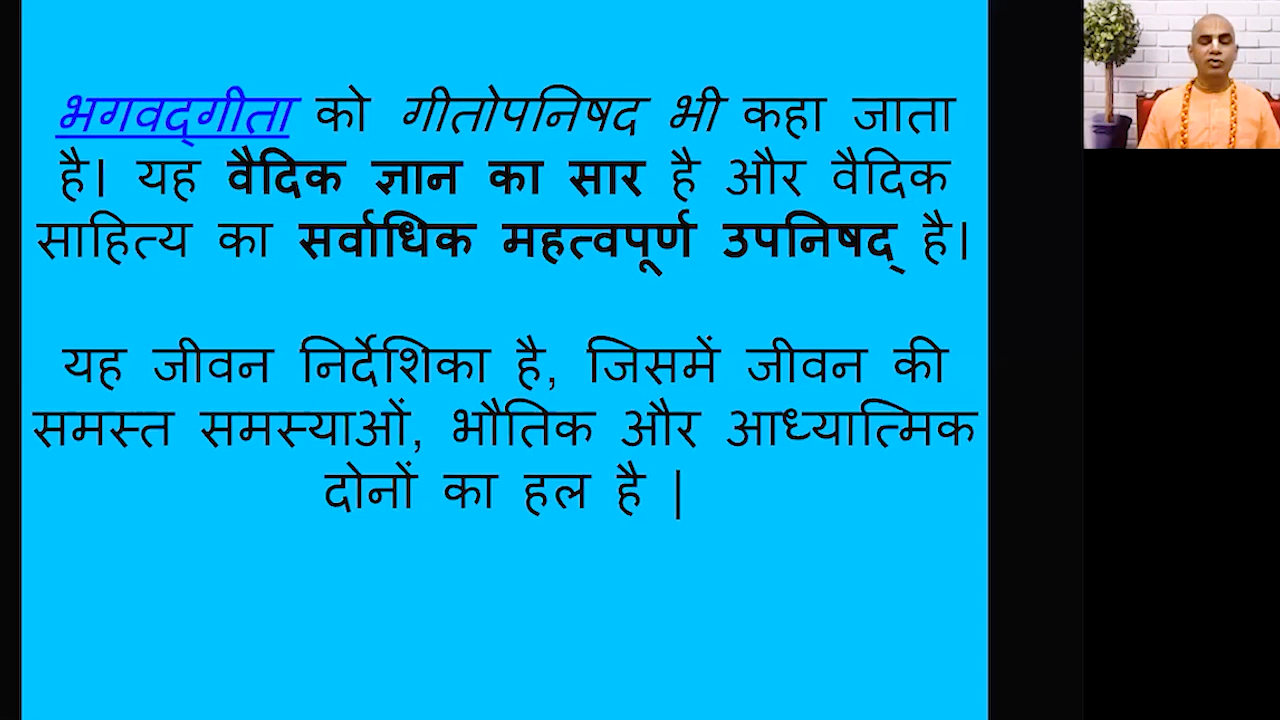 भगवद्गीता को गीतोपनिषद भी कहा जाता
है। यह वैदिक ज्ञान का सार है और वैदिक
साहित्य का सर्वाधिक महत्वपूर्ण उपनिषद् है।
यह जीवन निर्देशिका है, जिसमें जीवन की
समस्त समस्याओं, भौतिक और आध्यात्मिक
दोनों का हल है |